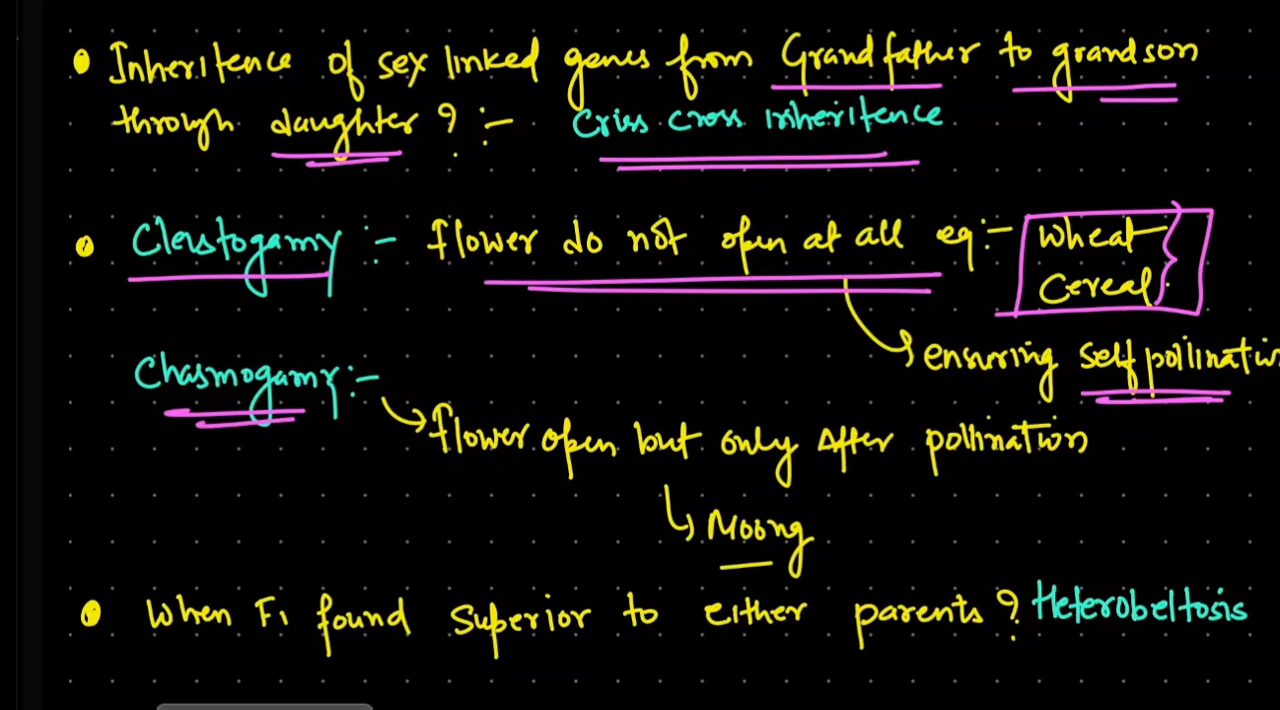 Inheritence of sex linked genes from Grandfather to grandson
through daughter ? :- Criss cross inheritence
Cleistogamy :- flower do not open at all eg :- Wheat
Cereal
ensuring self pollination
Chasmogamy :-
flower open but only After pollination
Moong
When F1 found superior to either parents ? Heterobeltosis